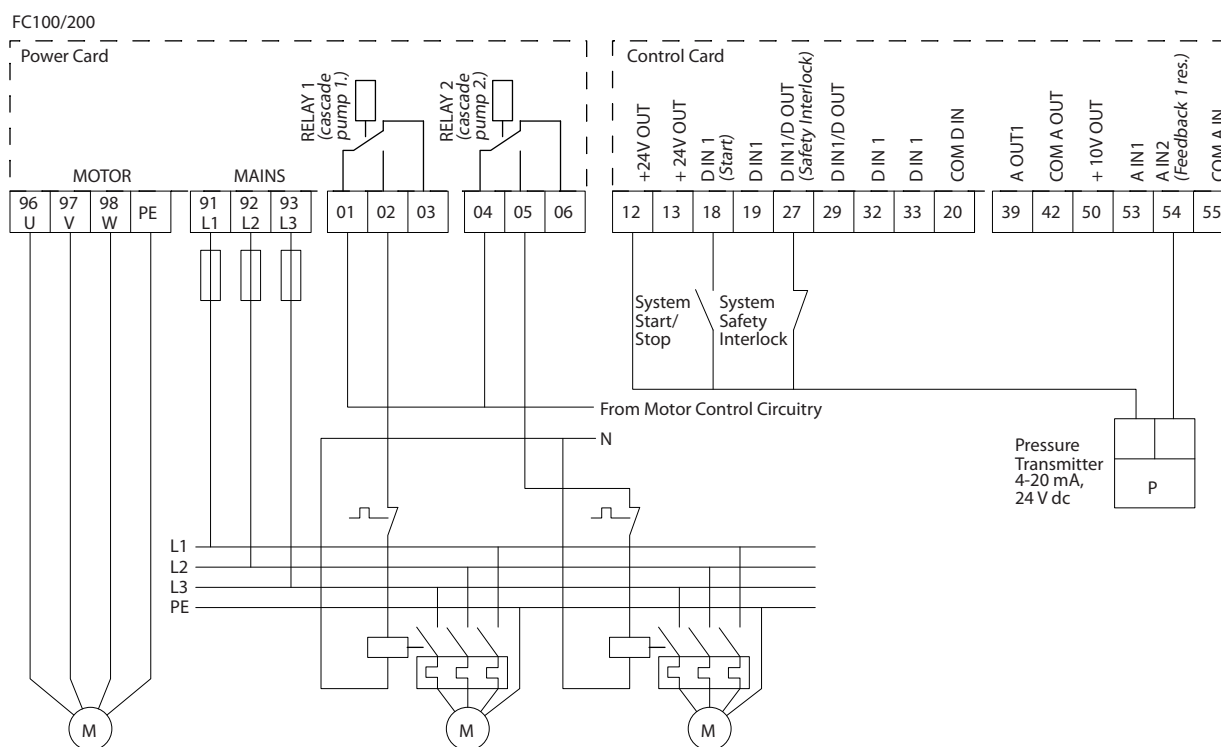 FC100/200
Power Card
Control Card
RELAY 1
(cascade
pump 1.)
RELAY 2
(cascade
pump 2.)
+24V OUT
+ 24V OUT
D IN 1
(Start)
D IN1
DIN1/D OUT
(Safety Interlock)
DIN1/D OUT
D IN 1
D IN 1
COM D IN
A OUT1
COM A OUT
+ 10V OUT
A IN1
A IN2
(Feedback 1 res.)
COM A IN
MOTOR
MAINS
96 97 98 PE 91 92 93 01 02 03 04 05 06 12 13 18 19 27 29 32 33 20 39 42 50 53 54 55
U V W L1 L2 L3
System
Start/
Stop
System
Safety
Interlock
From Motor Control Circuitry
N
Pressure
Transmitter
4-20 mA,
24 V dc
P
L1
L2
L3
PE
M M M